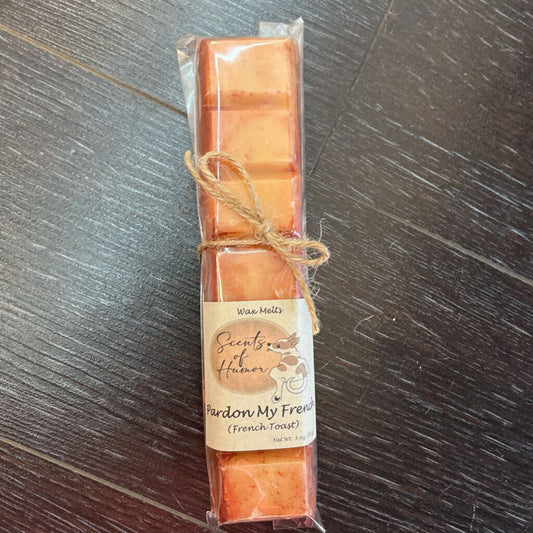 Wax Melts
Scents
of
Humor
Pardon My French
(French Toast)
Net WT.